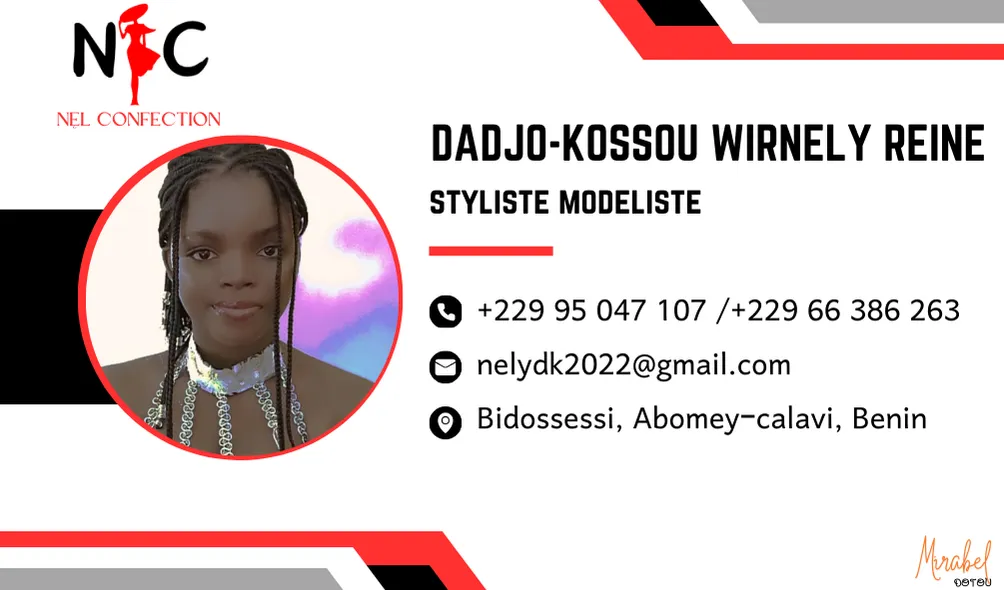 N C
NEL CONFECTION
DADJO-KOSSOU WIRNELY REINE
STYLISTE MODELISTE
+229 95 047 107 /+229 66 386 263
nelydk2022@gmail.com
Bidossessi, Abomey-calavi, Benin
Mirabel
DOTOU